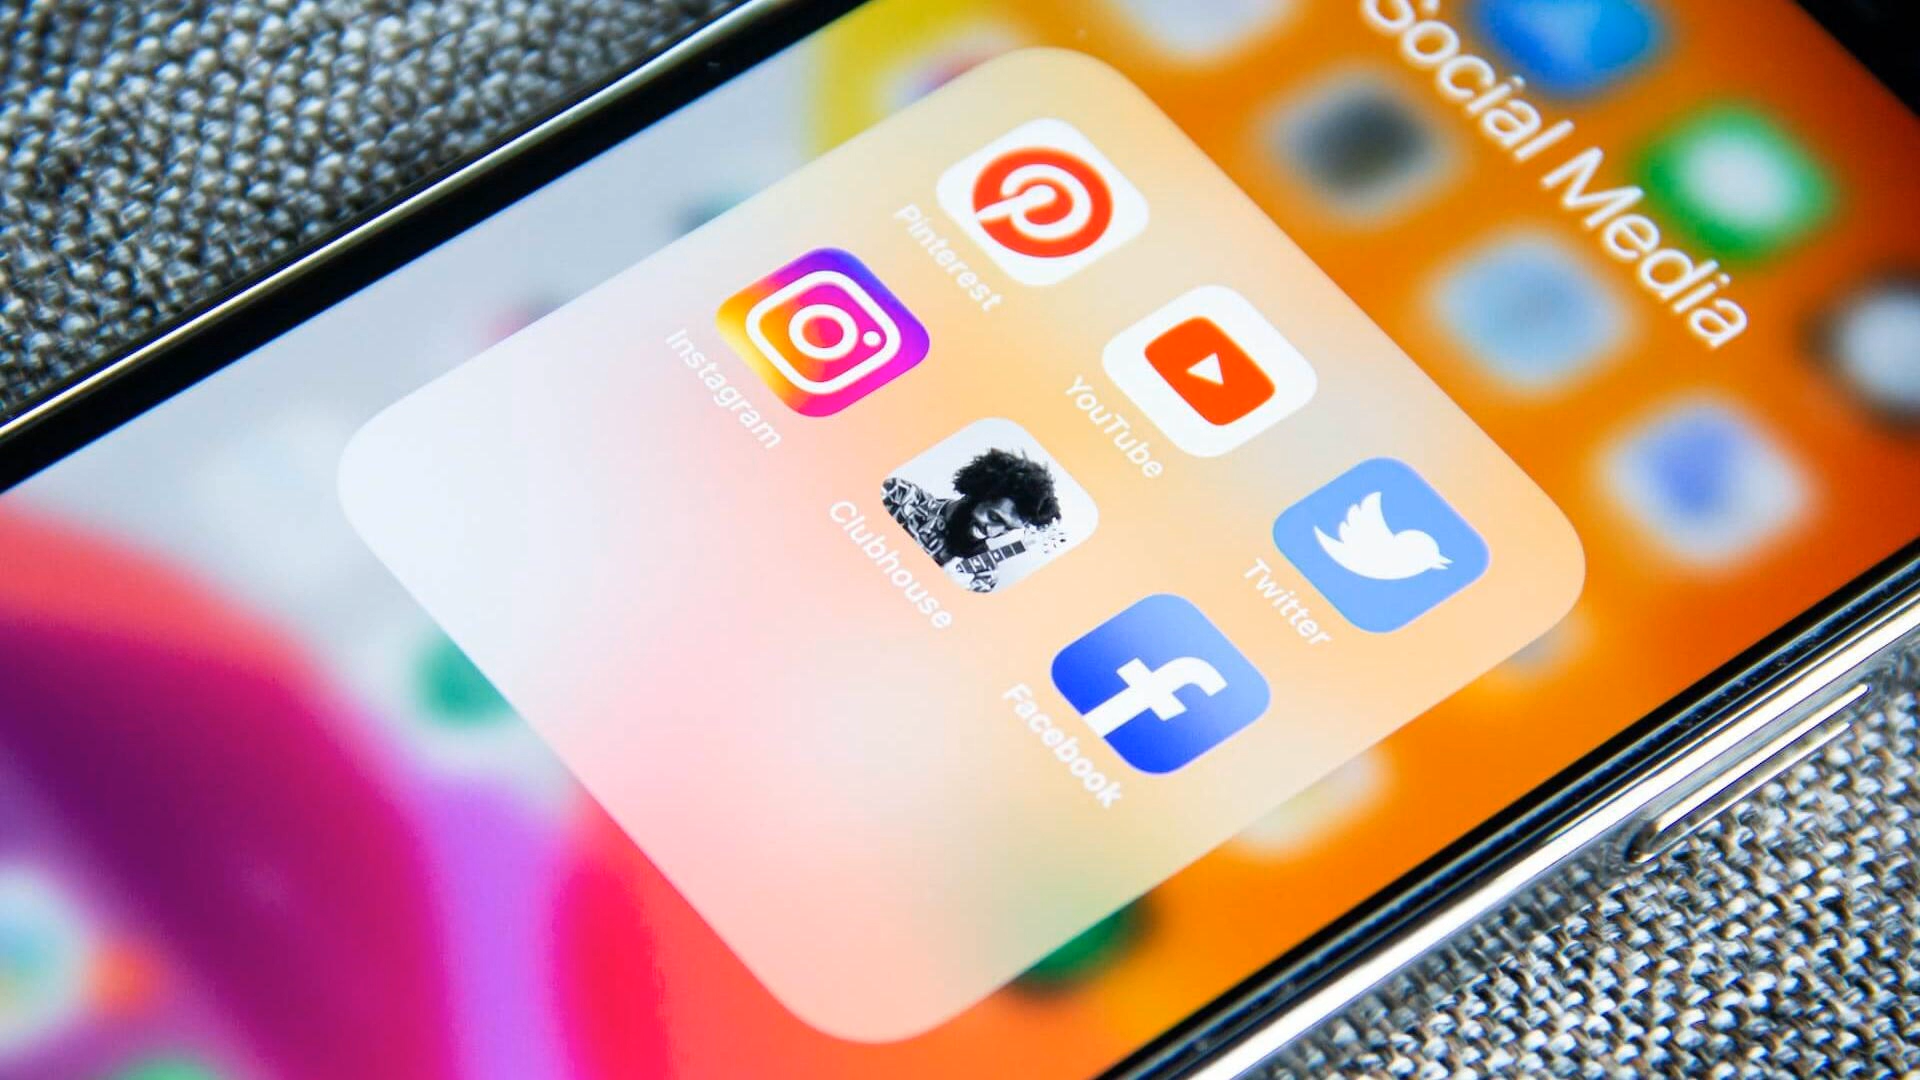 Social Media
Pinterest
YouTube
Twitter
Instagram
Clubhouse
Facebook